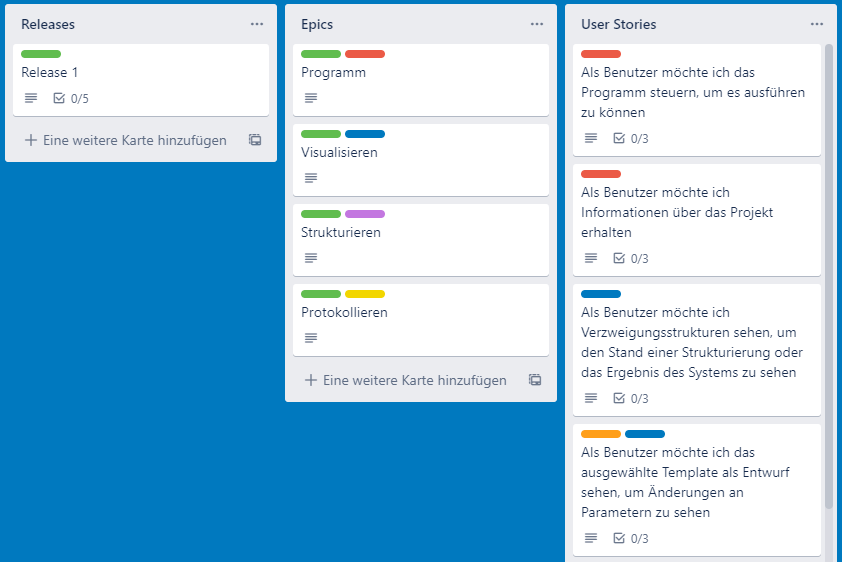 Releases
Release 1
0/5
Eine weitere Karte hinzufügen
Epics
Programm
Visualisieren
Strukturieren
Protokollieren
Eine weitere Karte hinzufügen
User Stories
Als Benutzer möchte ich das
Programm steuern, um es ausführen
zu können
0/3
Als Benutzer möchte ich
Informationen über das Projekt
erhalten
0/3
Als Benutzer möchte ich
Verzweigungsstrukturen sehen, um
den Stand einer Strukturierung oder
das Ergebnis des Systems zu sehen
0/3
Als Benutzer möchte ich das
ausgewählte Template als Entwurf
sehen, um Änderungen an
Parametern zu sehen
0/3